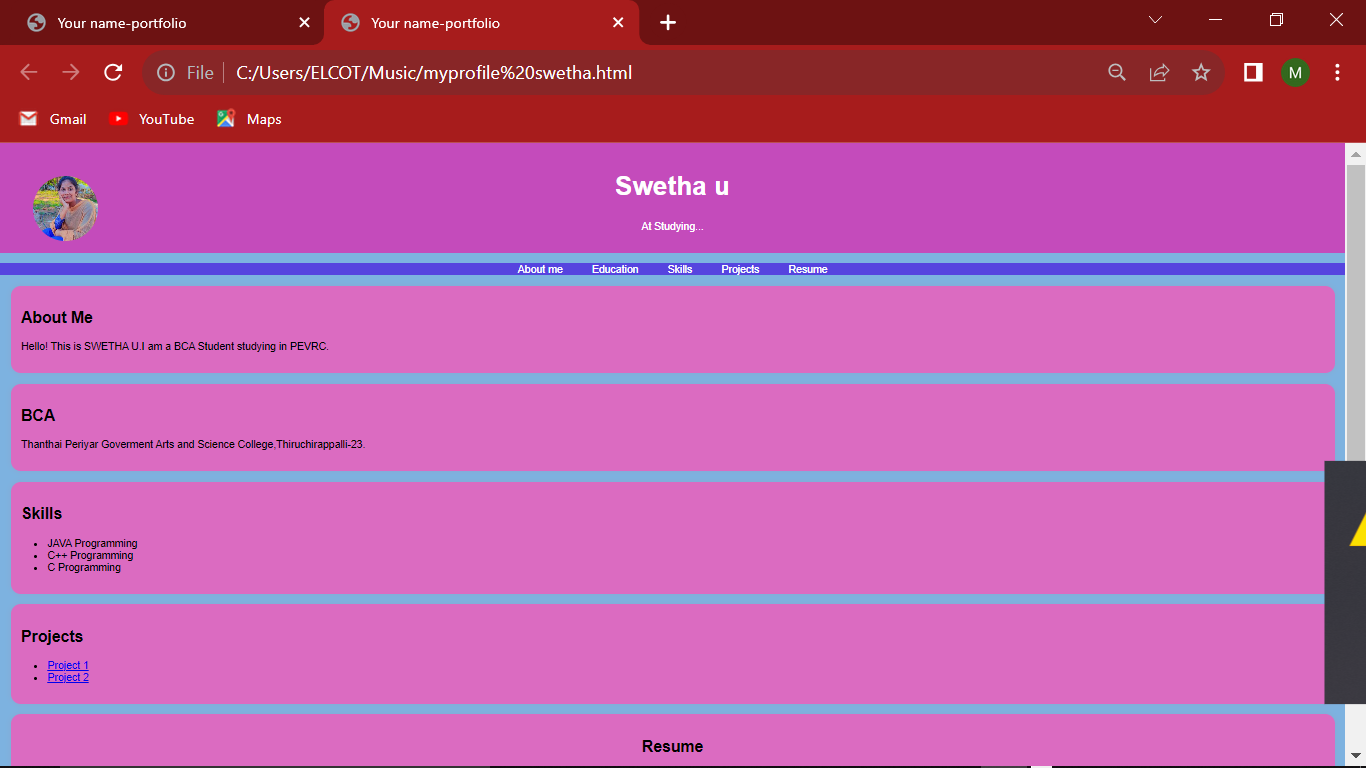 Your name-portfolio
Your name-portfolio
File
C:/Users/ELCOT/Music/myprofile%20swetha.html
M
Gmail
YouTube
Maps
Swetha u
At Studying...
About me Education Skills Projects Resume
About Me
Hello! This is SWETHA U.I am a BCA Student studying in PEVRC.
BCA
Thanthai Periyar Goverment Arts and Science College,Thiruchirappalli-23.
Skills
JAVA Programming
C++ Programming
C Programming
Projects
Project 1
Project 2
Resume